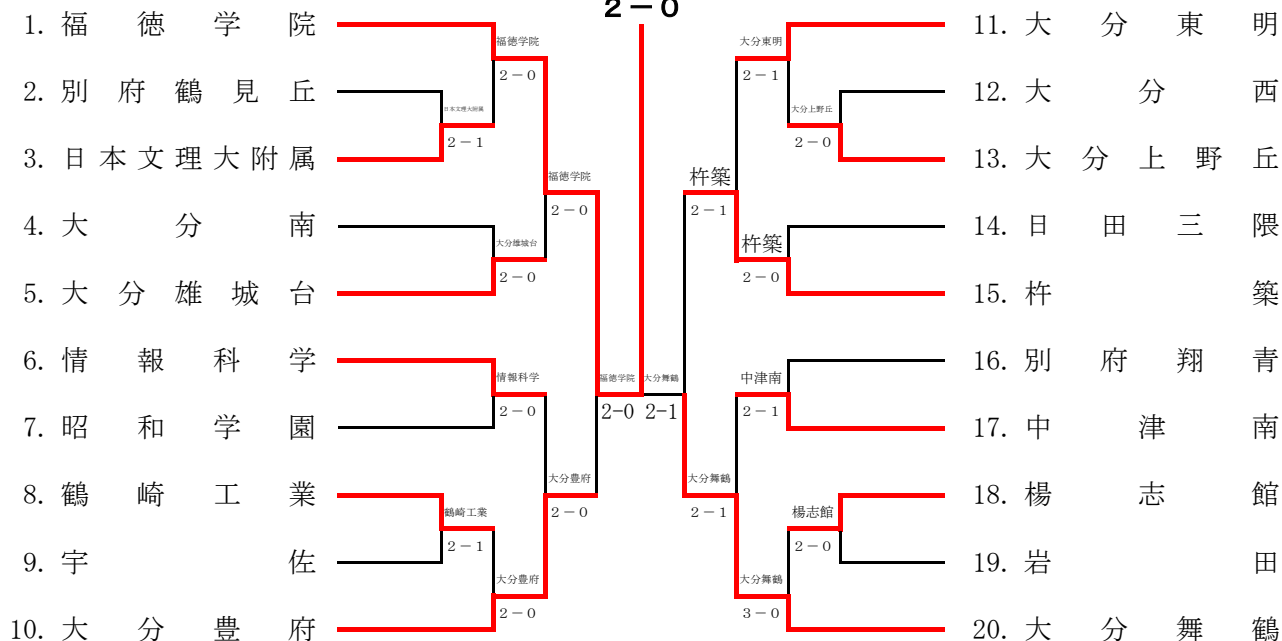 2－0
1. 福徳学院
福徳学院
2－0
2. 別府鶴見丘
日本文理大附属
2－1
3. 日本文理大附属
福徳学院
2－0
4. 大分南
大分雄城台
2－0
5. 大分雄城台
6. 情報科学
情報科学
2－0
福徳学院
2-0
7. 昭和学園
大分豊府
2－0
8. 鶴崎工業
鶴崎工業
2－1
9. 宇佐
大分豊府
2－0
10. 大分豊府
11. 大分東明
大分東明
2－1
12. 大分西
大分上野丘
2－0
13. 大分上野丘
杵築
2－1
14. 日田三隈
杵築
2－0
15. 杵築
16. 別府翔青
大分舞鶴
2-1
中津南
2－1
17. 中津南
大分舞鶴
2－1
18. 楊志館
楊志館
2－0
19. 岩田
大分舞鶴
3－0
20. 大分舞鶴